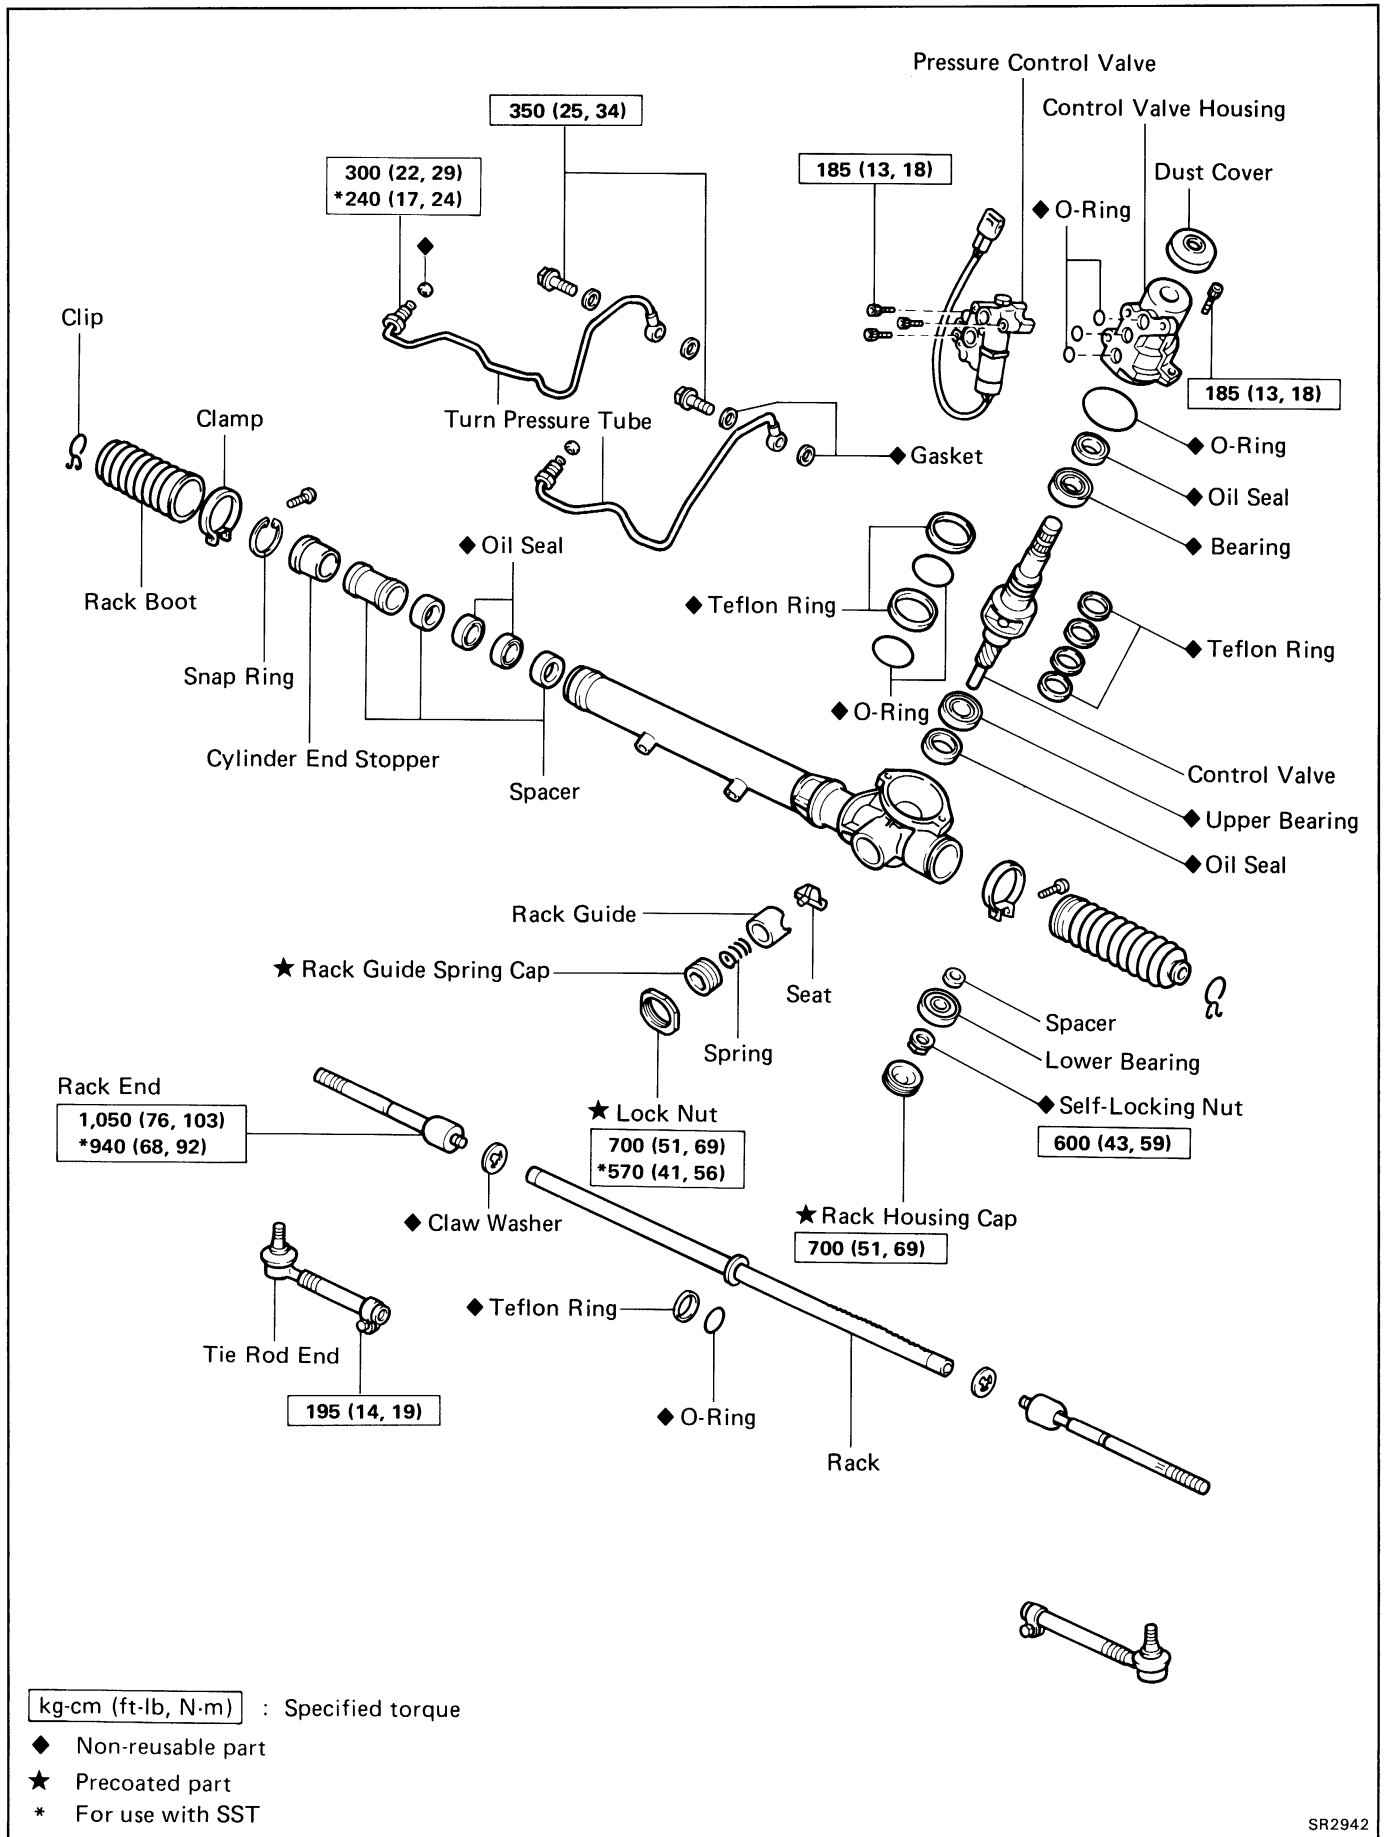 Pressure Control Valve
350 (25, 34)
Control Valve Housing
300 (22, 29)
*240 (17, 24)
185 (13, 18)
Dust Cover
◆ O-Ring
◆
Clip
185 (13, 18)
Clamp
Turn Pressure Tube
◆ O-Ring
◆ Gasket
◆ Oil Seal
◆ Oil Seal
◆ Bearing
Rack Boot
◆ Teflon Ring
◆ Teflon Ring
Snap Ring
◆ O-Ring
Cylinder End Stopper
Control Valve
Spacer
◆ Upper Bearing
◆ Oil Seal
Rack Guide
★ Rack Guide Spring Cap
Seat
Spacer
Spring
Lower Bearing
Rack End
1,050 (76, 103)
*940 (68, 92)
★ Lock Nut
700 (51, 69)
*570 (41, 56)
◆ Self-Locking Nut
600 (43, 59)
◆ Claw Washer
★ Rack Housing Cap
700 (51, 69)
◆ Teflon Ring
Tie Rod End
195 (14, 19)
◆ O-Ring
Rack
kg-cm (ft-lb, N·m) : Specified torque
◆ Non-reusable part
★ Precoated part
* For use with SST
SR2942